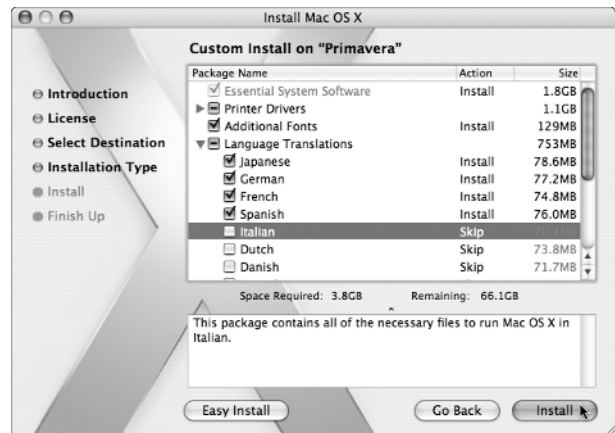 Install Mac OS X
Custom Install on "Primavera"
Introduction
License
Select Destination
Installation Type
Install
Finish Up
Package Name Action Size
Essential System Software Install 1.8GB
Printer Drivers 1.1GB
Additional Fonts Install 129MB
Language Translations 753MB
Japanese Install 78.6MB
German Install 77.2MB
French Install 74.8MB
Spanish Install 76.0MB
Italian Skip 70.4MB
Dutch Skip 73.8MB
Danish Skip 71.7MB
Space Required: 3.8GB Remaining: 66.1GB
This package contains all of the necessary files to run Mac OS X in
Italian.
Easy Install Go Back Install